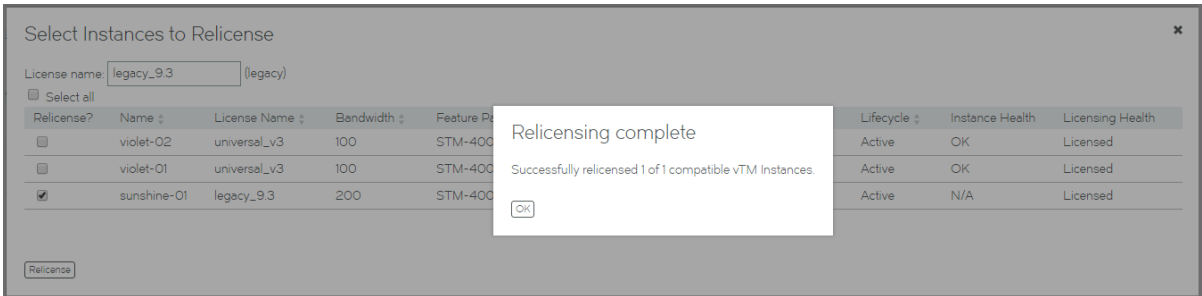 Select Instances to Relicense
License name: legacy_9.3 (legacy)
Select all
Relicense? Name License Name Bandwidth Feature Pa Lifecycle Instance Health Licensing Health
violet-02 universal_v3 100 STM-400 Active OK Licensed
violet-01 universal_v3 100 STM-400 Active OK Licensed
sunshine-01 legacy_9.3 200 STM-400 Active N/A Licensed
Relicensing complete
Successfully relicensed 1 of 1 compatible vTM Instances.
OK
Relicense